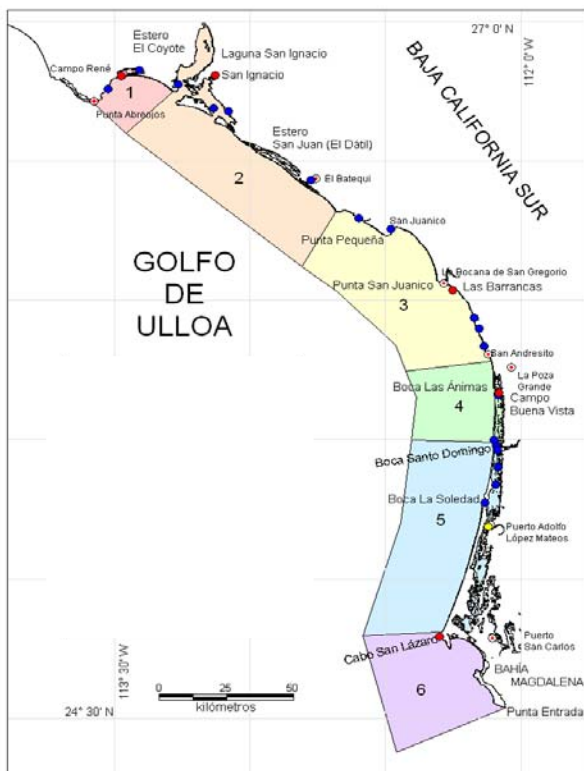 Estero
El Coyote
27° 0' N
Laguna San Ignacio
Campo René
San Ignacio
112° 0' W
BAJA CALIFORNIA SUR
1
Punta Abreojos
Estero
San Juan (El Dátil)
El Batequi
2
San Juanico
Punta Pequeña
GOLFO
DE
ULLOA
La Bocana de San Gregorio
Punta San Juanico
Las Barrancas
3
San Andresito
La Poza
Grande
Boca Las Ánimas
Campo
Buena Vista
4
Boca Santo Domingo
Boca La Soledad
5
Puerto Adolfo
López Mateos
Cabo San Lázaro
Puerto
San Carlos
113° 30' W
BAHÍA
MAGDALENA
0 25 50
kilómetros
6
24° 30' N
Punta Entrada